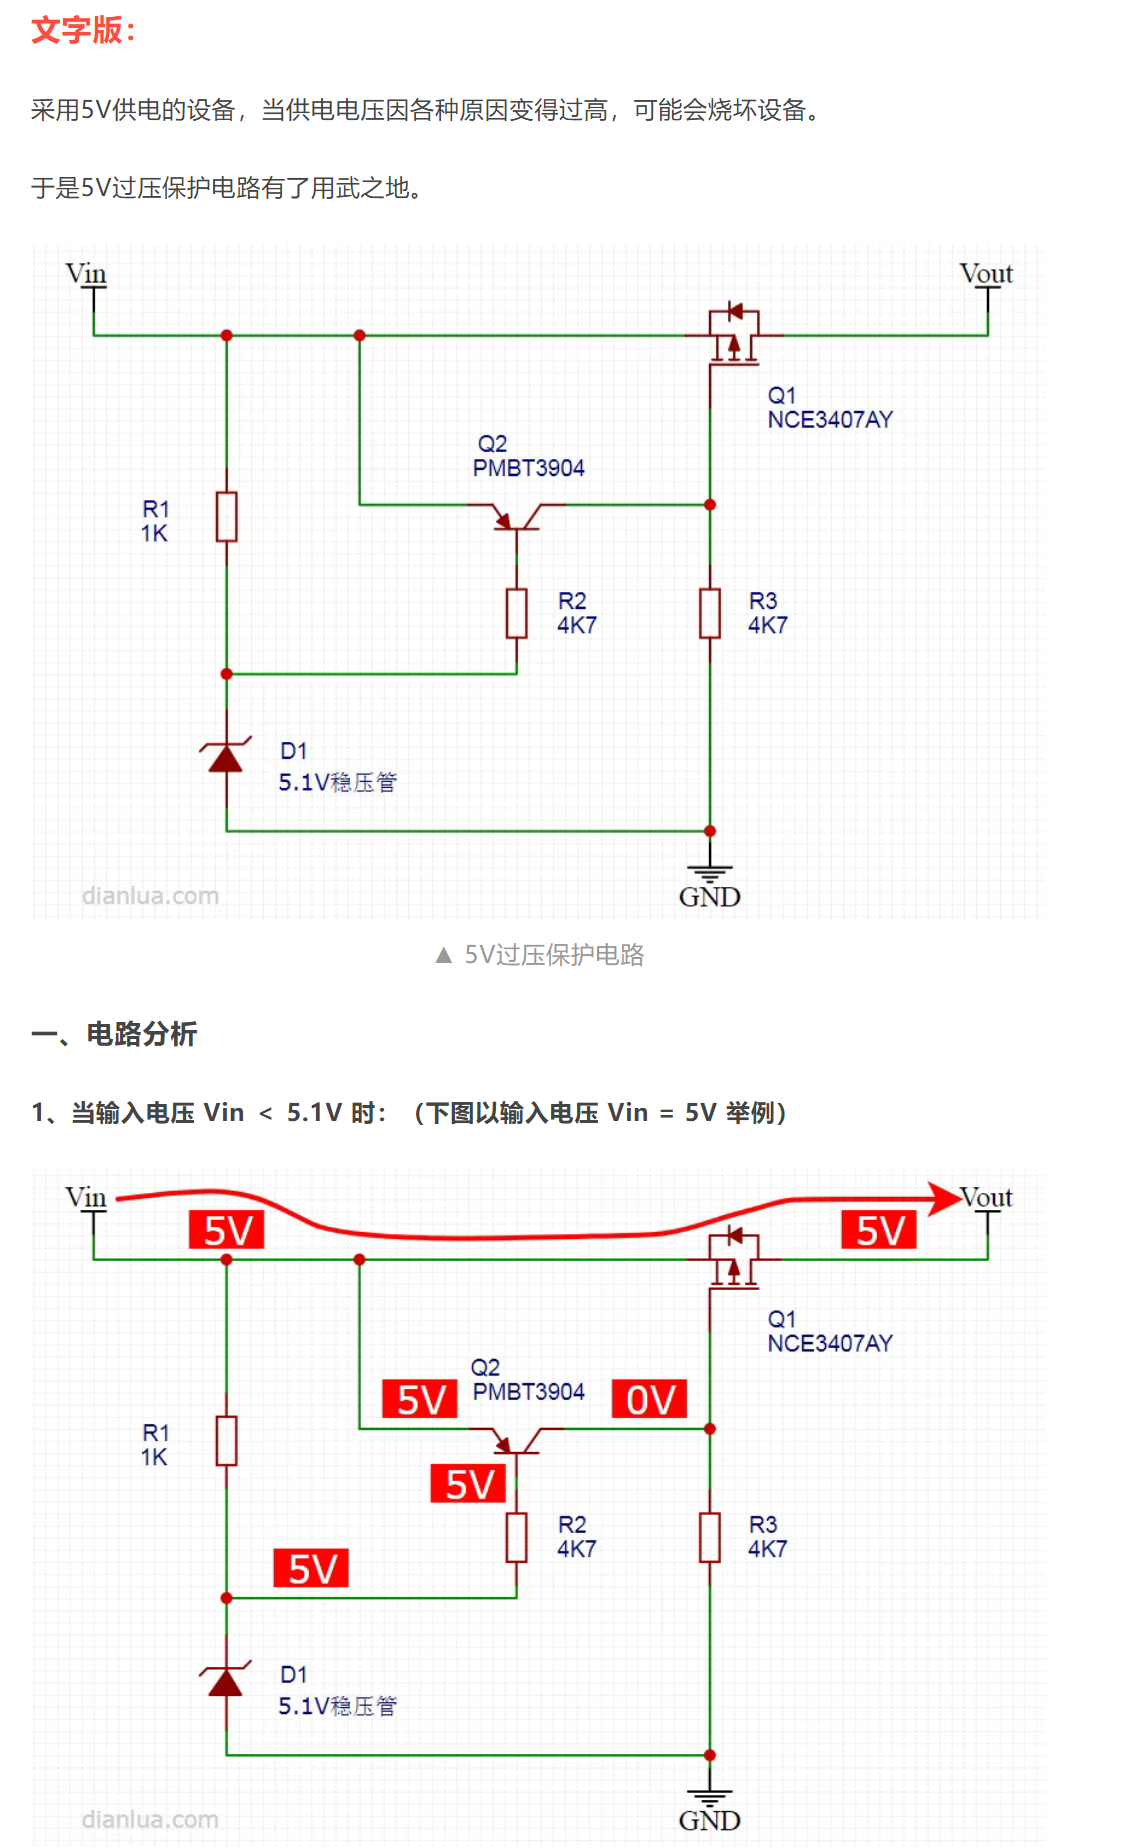 文字版：
采用5V供电的设备，当供电电压因各种原因变得过高，可能会烧坏设备。
于是5V过压保护电路有了用武之地。
Vin
Vout
Q1
NCE3407AY
Q2
PMBT3904
R1
1K
R2
4K7
R3
4K7
D1
5.1V稳压管
dianlua.com
GND
▲ 5V过压保护电路
一、电路分析
1、当输入电压 Vin < 5.1V 时：（下图以输入电压 Vin = 5V 举例）
Vin
Vout
5V
5V
Q1
NCE3407AY
Q2
PMBT3904
5V
0V
R1
1K
5V
R2
4K7
R3
4K7
5V
D1
5.1V稳压管
dianlua.com
GND